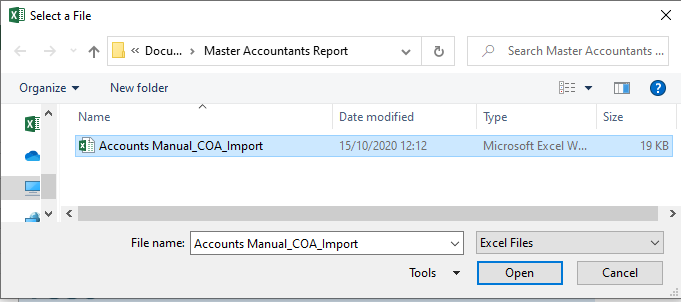 Select a File
« Docu... > Master Accountants Report
Search Master Accountants ...
Organize
New folder
?
Name Date modified Type Size
Accounts Manual_COA_Import 15/10/2020 12:12 Microsoft Excel W... 19 KB
File name: Accounts Manual_COA_Import Excel Files
Tools Open Cancel